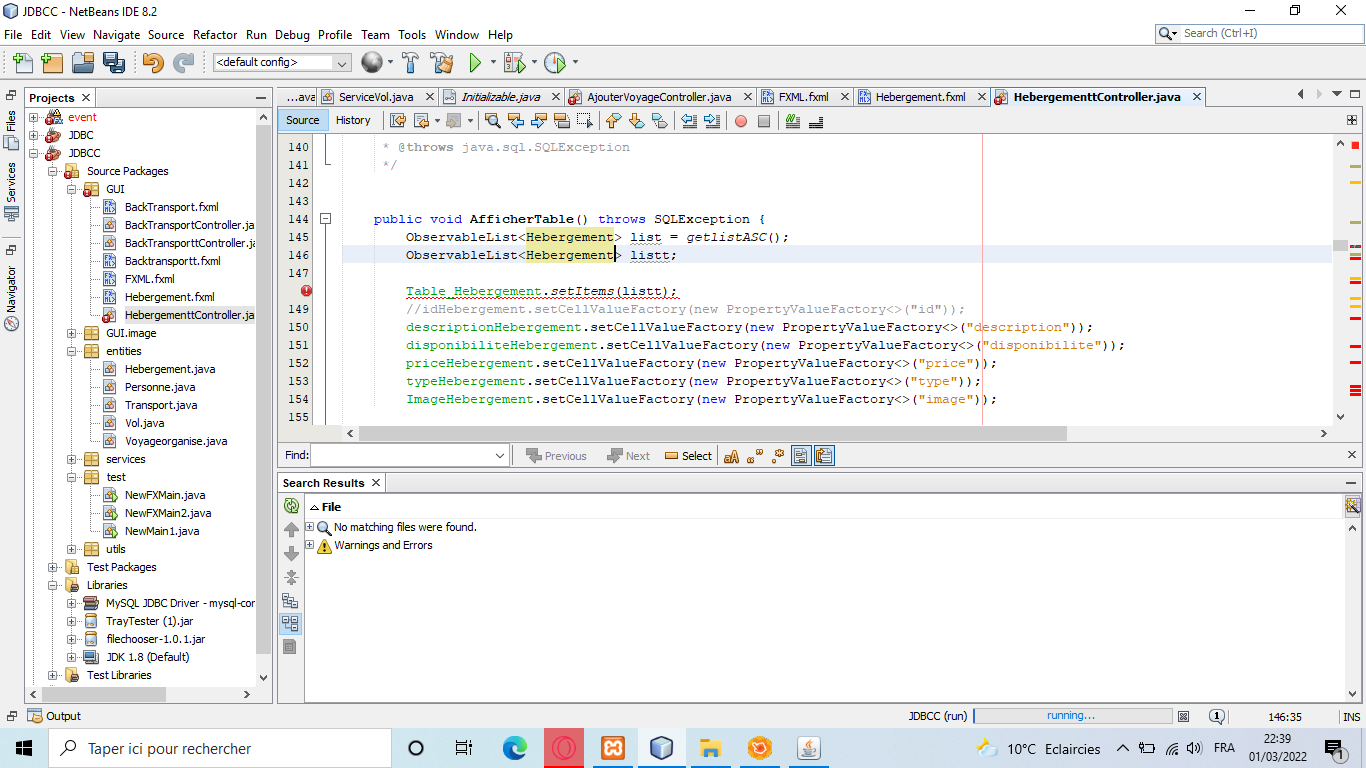 JDBCC - NetBeans IDE 8.2
File Edit View Navigate Source Refactor Run Debug Profile Team Tools Window Help
Search (Ctrl+I)
<default config>
Projects
...ava ServiceVol.java Initializable.java AjouterVoyageController.java FXML.fxml Hebergement.fxml HebergementtController.java
Source History
Files
Services
Navigator
event
JDBC
JDBCC
Source Packages
GUI
BackTransport.fxml
BackTransportController.ja
BackTransporttController.ja
Backtransportt.fxml
FXML.fxml
Hebergement.fxml
HebergementtController.ja
GUI.image
entities
Hebergement.java
Personne.java
Transport.java
Vol.java
Voyageorganise.java
services
test
NewFXMain.java
NewFXMain2.java
NewMain1.java
utils
Test Packages
Libraries
MySQL JDBC Driver - mysql-cor
TrayTester (1).jar
filechooser-1.0.1.jar
JDK 1.8 (Default)
Test Libraries
140 * @throws java.sql.SQLException
141 */
142
143
144 public void AfficherTable() throws SQLException {
145 ObservableList<Hebergement> list = getlistASC();
146 ObservableList<Hebergement> listt;
147
Table_Hebergement.setItems(listt);
149 //idHebergement.setCellValueFactory(new PropertyValueFactory<>("id"));
150 descriptionHebergement.setCellValueFactory(new PropertyValueFactory<>("description"));
151 disponibiliteHebergement.setCellValueFactory(new PropertyValueFactory<>("disponibilite"));
152 priceHebergement.setCellValueFactory(new PropertyValueFactory<>("price"));
153 typeHebergement.setCellValueFactory(new PropertyValueFactory<>("type"));
154 ImageHebergement.setCellValueFactory(new PropertyValueFactory<>("image"));
155
Find: Previous Next Select
Search Results
File
No matching files were found.
Warnings and Errors
Output
JDBCC (run) running... 1 146:35 INS
Taper ici pour rechercher
10°C Eclaircies FRA 22:39
01/03/2022
1